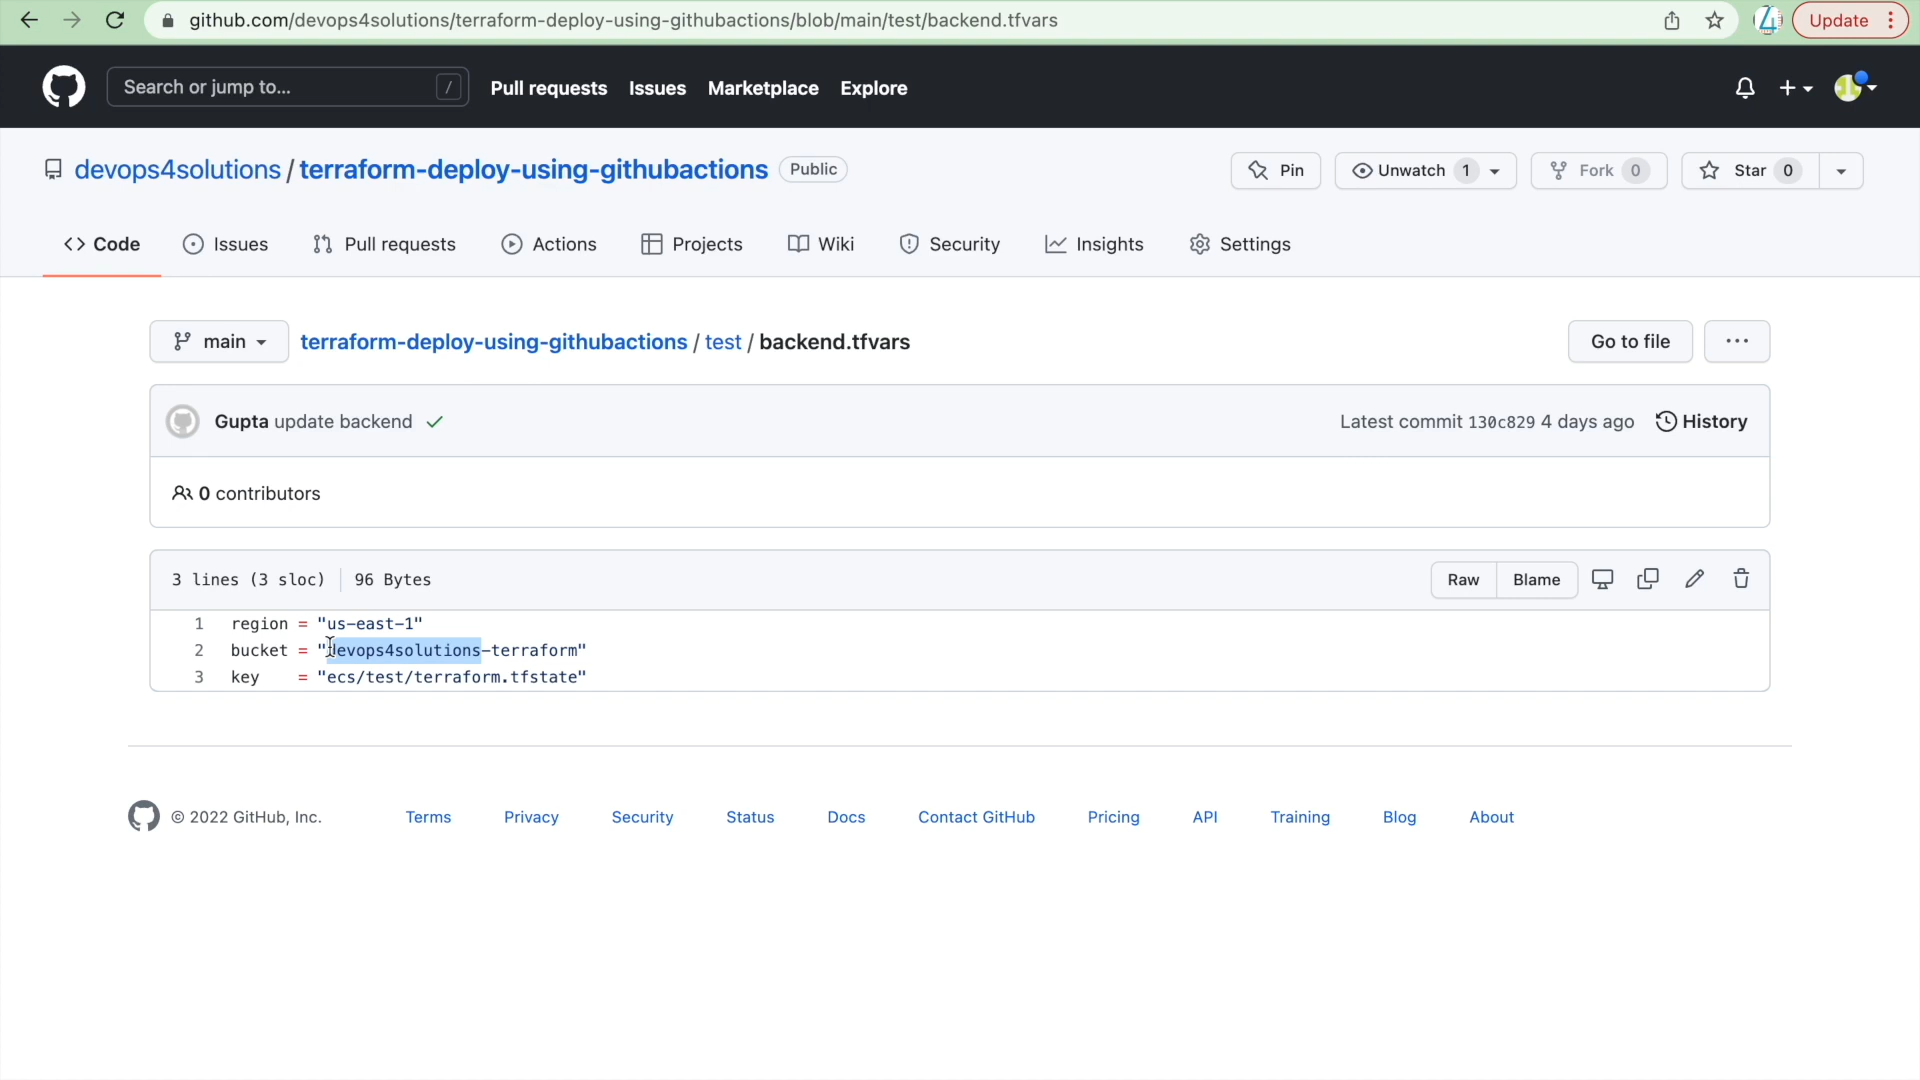 github.com/devops4solutions/terraform-deploy-using-githubactions/blob/main/test/backend.tfvars
Update
Search or jump to... /
Pull requests Issues Marketplace Explore
devops4solutions / terraform-deploy-using-githubactions Public
Pin Unwatch 1 Fork 0 Star 0
Code Issues Pull requests Actions Projects Wiki Security Insights Settings
main terraform-deploy-using-githubactions / test / backend.tfvars Go to file ...
Gupta update backend Latest commit 130c829 4 days ago History
0 contributors
3 lines (3 sloc) 96 Bytes Raw Blame
1 region = "us-east-1"
2 bucket = "devops4solutions-terraform"
3 key    = "ecs/test/terraform.tfstate"
© 2022 GitHub, Inc. Terms Privacy Security Status Docs Contact GitHub Pricing API Training Blog About